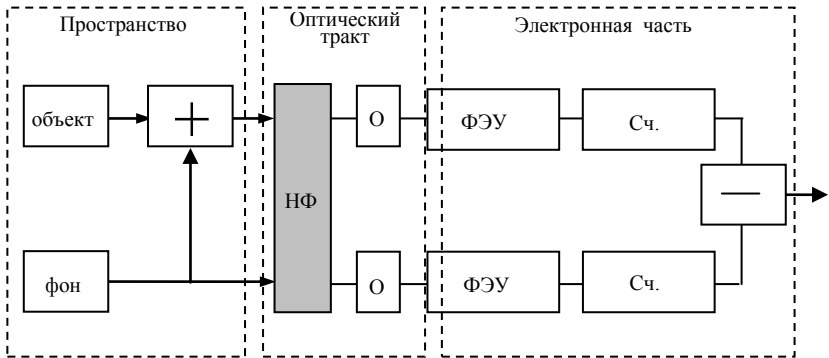 Пространство
Оптический
тракт
Электронная часть
объект
+
О
ФЭУ
Сч.
НФ
—
фон
О
ФЭУ
Сч.